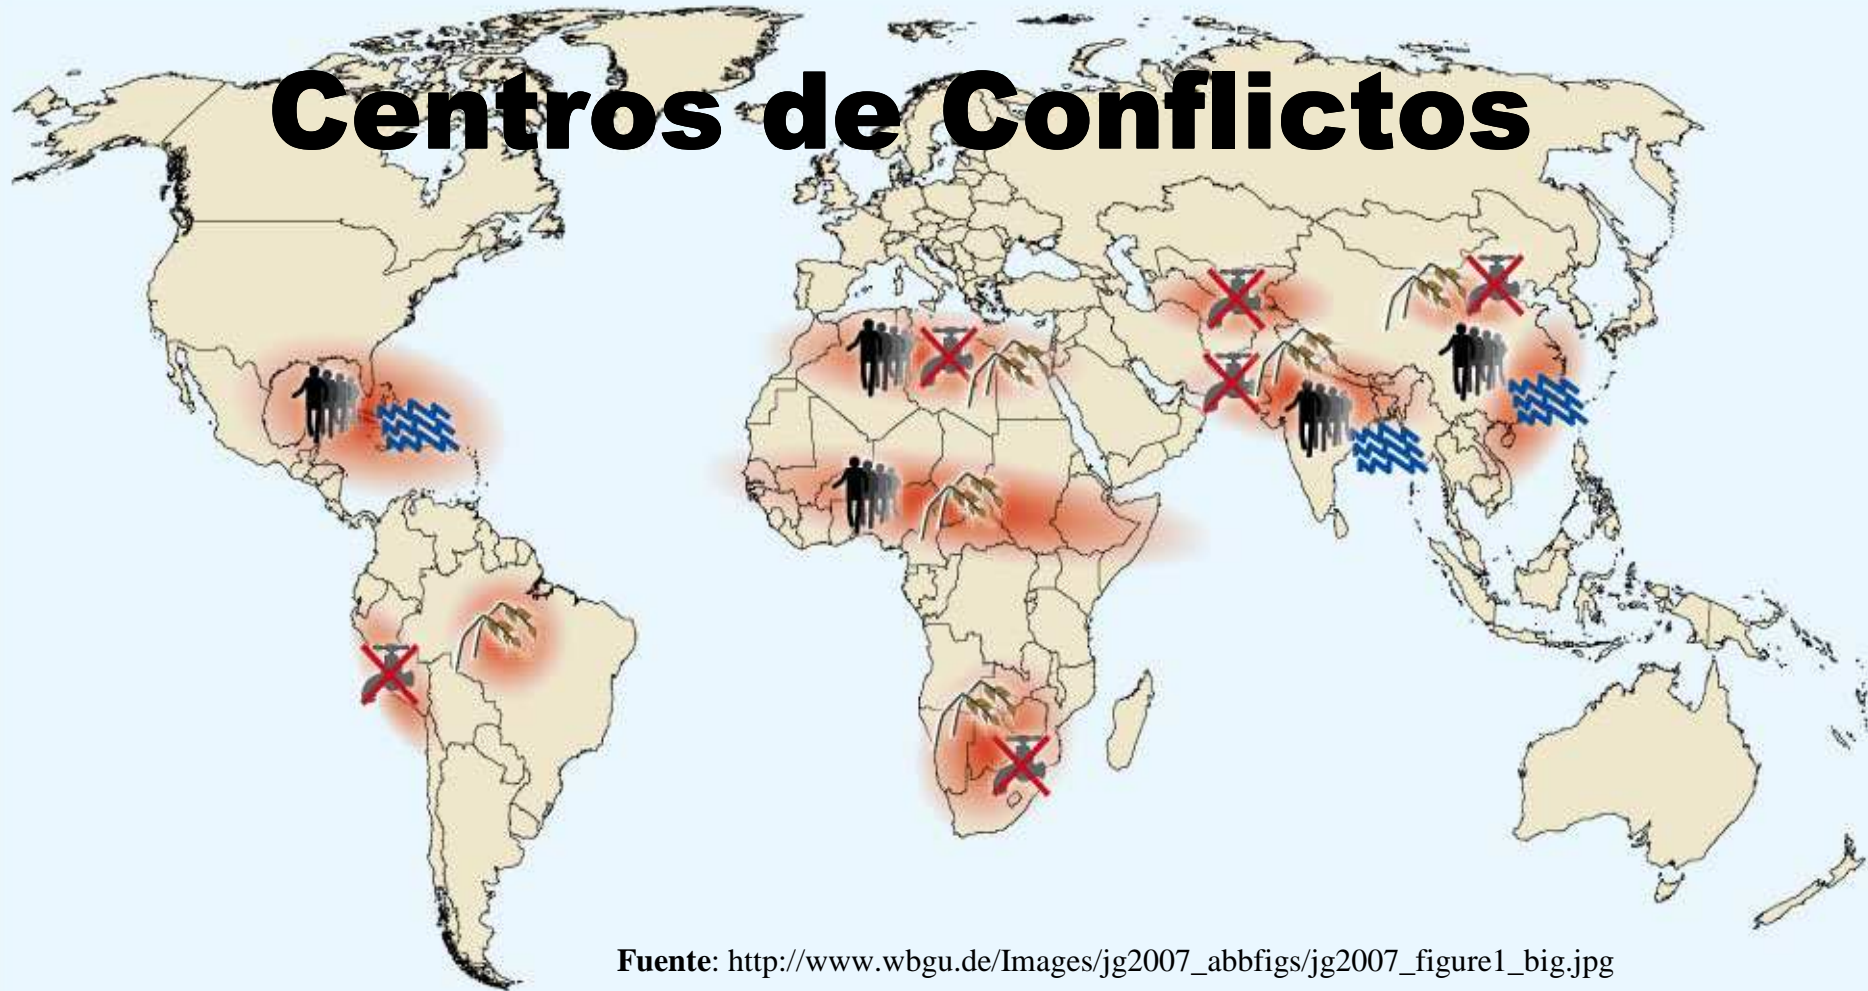 Centros de Conflictos
Fuente: http://www.wbgu.de/Images/jg2007_abbfigs/jg2007_figure1_big.jpg